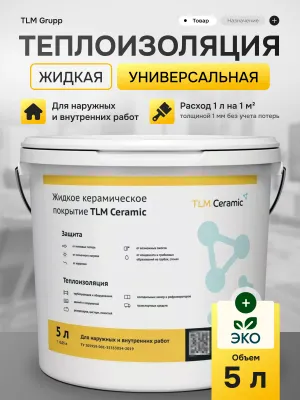 TLM Grupp
Товар
Назначение
ТЕПЛОИЗОЛЯЦИЯ
ЖИДКАЯ
УНИВЕРСАЛЬНАЯ
Для наружных
и внутренних работ
Расход 1 л на 1 м²
толщиной 1 мм без учета потерь
Жидкое керамическое
покрытие TLM Ceramic
TLM Ceramic
Защита
Теплоизоляция
5 л
Для наружных и внутренних работ
ЭКО
Объем
5 л